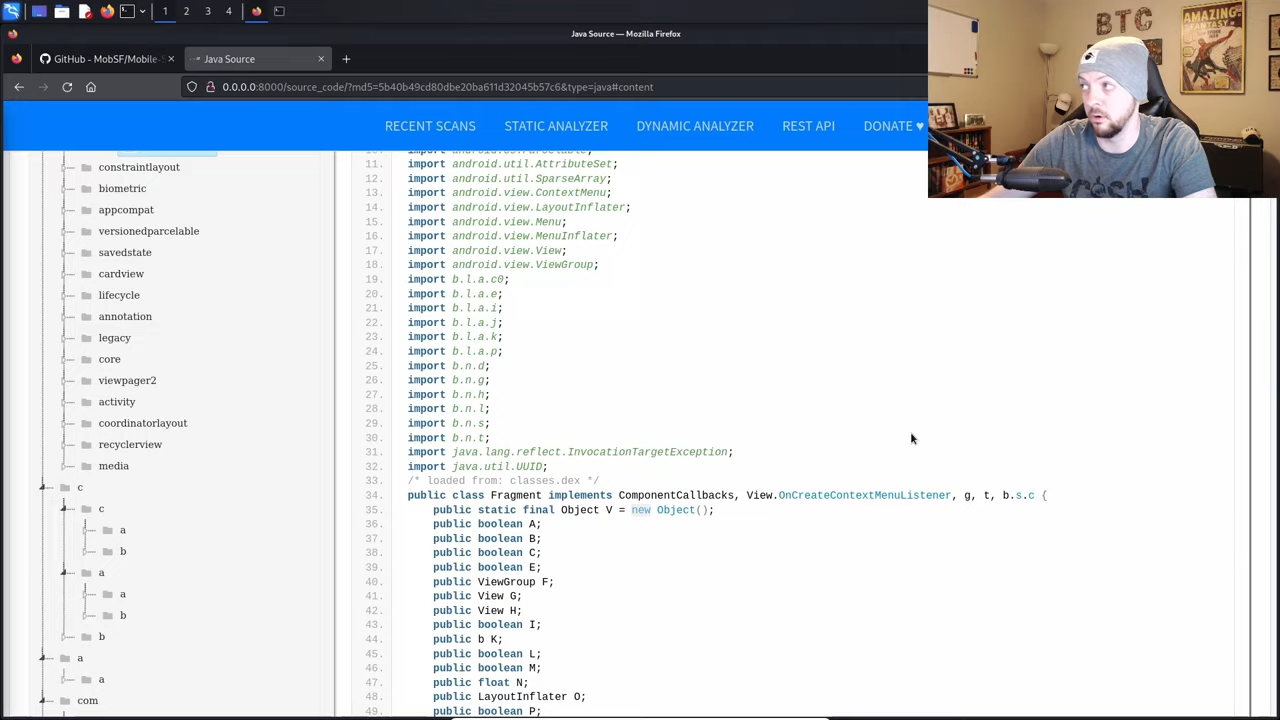 1 2 3 4
Java Source — Mozilla Firefox
GitHub - MobSF/Mobile-S
Java Source
0.0.0.0:8000/source_code/?md5=5b40b49cd80dbe20ba611d32045b57c6&type=java#content
RECENT SCANS STATIC ANALYZER DYNAMIC ANALYZER REST API DONATE ♥
constraintlayout
biometric
appcompat
versionedparcelable
savedstate
cardview
lifecycle
annotation
legacy
core
viewpager2
activity
coordinatorlayout
recyclerview
media
c
c
a
b
a
a
b
b
a
a
com
11. import android.util.AttributeSet;
12. import android.util.SparseArray;
13. import android.view.ContextMenu;
14. import android.view.LayoutInflater;
15. import android.view.Menu;
16. import android.view.MenuInflater;
17. import android.view.View;
18. import android.view.ViewGroup;
19. import b.l.a.c0;
20. import b.l.a.e;
21. import b.l.a.i;
22. import b.l.a.j;
23. import b.l.a.k;
24. import b.l.a.p;
25. import b.n.d;
26. import b.n.g;
27. import b.n.h;
28. import b.n.l;
29. import b.n.s;
30. import b.n.t;
31. import java.lang.reflect.InvocationTargetException;
32. import java.util.UUID;
33. /* loaded from: classes.dex */
34. public class Fragment implements ComponentCallbacks, View.OnCreateContextMenuListener, g, t, b.s.c {
35. public static final Object V = new Object();
36. public boolean A;
37. public boolean B;
38. public boolean C;
39. public boolean E;
40. public ViewGroup F;
41. public View G;
42. public View H;
43. public boolean I;
44. public b K;
45. public boolean L;
46. public boolean M;
47. public float N;
48. public LayoutInflater O;
49. public boolean P;
BTC
AMAZING
FANTASY